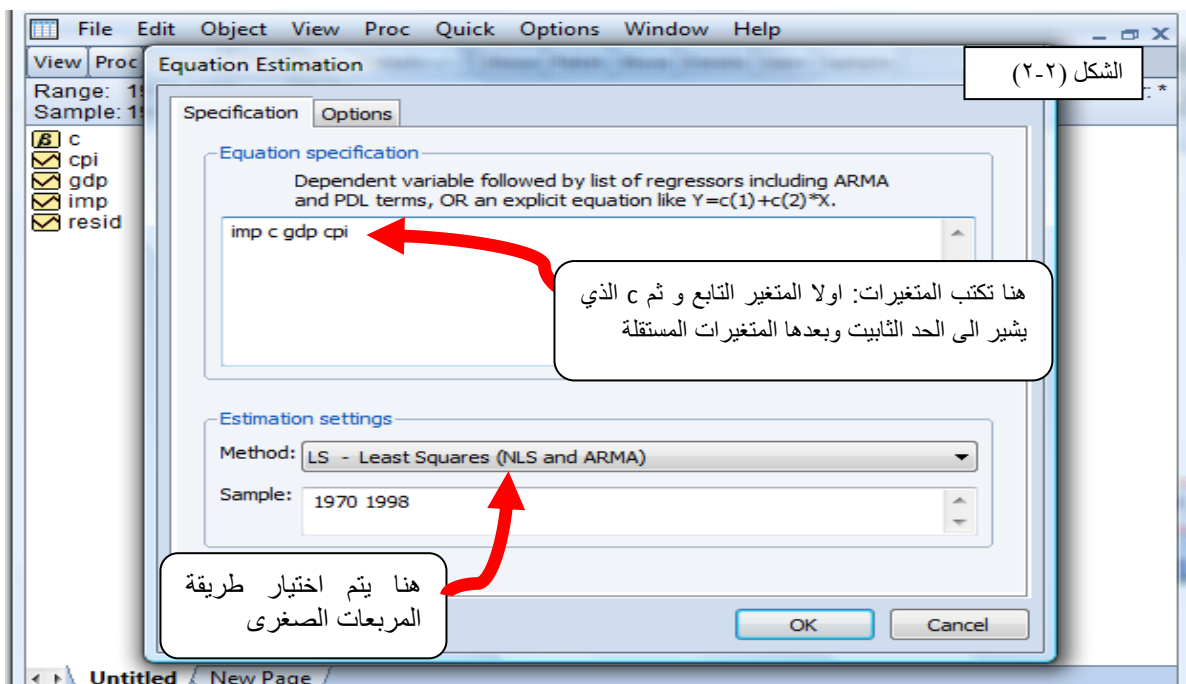 File Edit Object View Proc Quick Options Window Help
View Proc
Equation Estimation
الشكل (٢-٢)
Range: 1
Sample: 1
*
c
cpi
gdp
imp
resid
Specification Options
Equation specification
Dependent variable followed by list of regressors including ARMA
and PDL terms, OR an explicit equation like Y=c(1)+c(2)*X.
imp c gdp cpi
هنا تكتب المتغيرات: اولا المتغير التابع و ثم c الذي
يشير الى الحد الثابيت وبعدها المتغيرات المستقلة
Estimation settings
Method: LS - Least Squares (NLS and ARMA)
Sample: 1970 1998
هنا يتم اختيار طريقة
المربعات الصغرى
OK Cancel
Untitled New Page